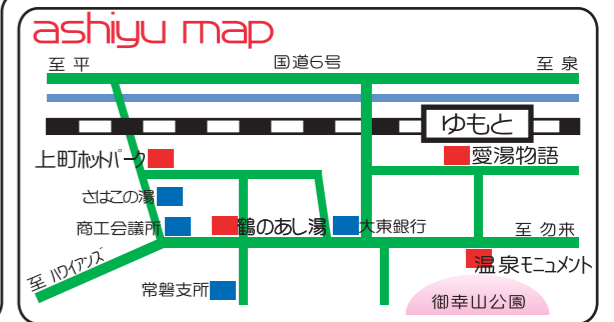 ashiyu map
至 平
国道6号
至 泉
ゆもと
上町ホットパーク
愛湯物語
さはこの湯
商工会議所
鶴のあし湯
大東銀行
至 勿来
温泉モニュメント
至 ハワイアンズ
常磐支所
御幸山公園